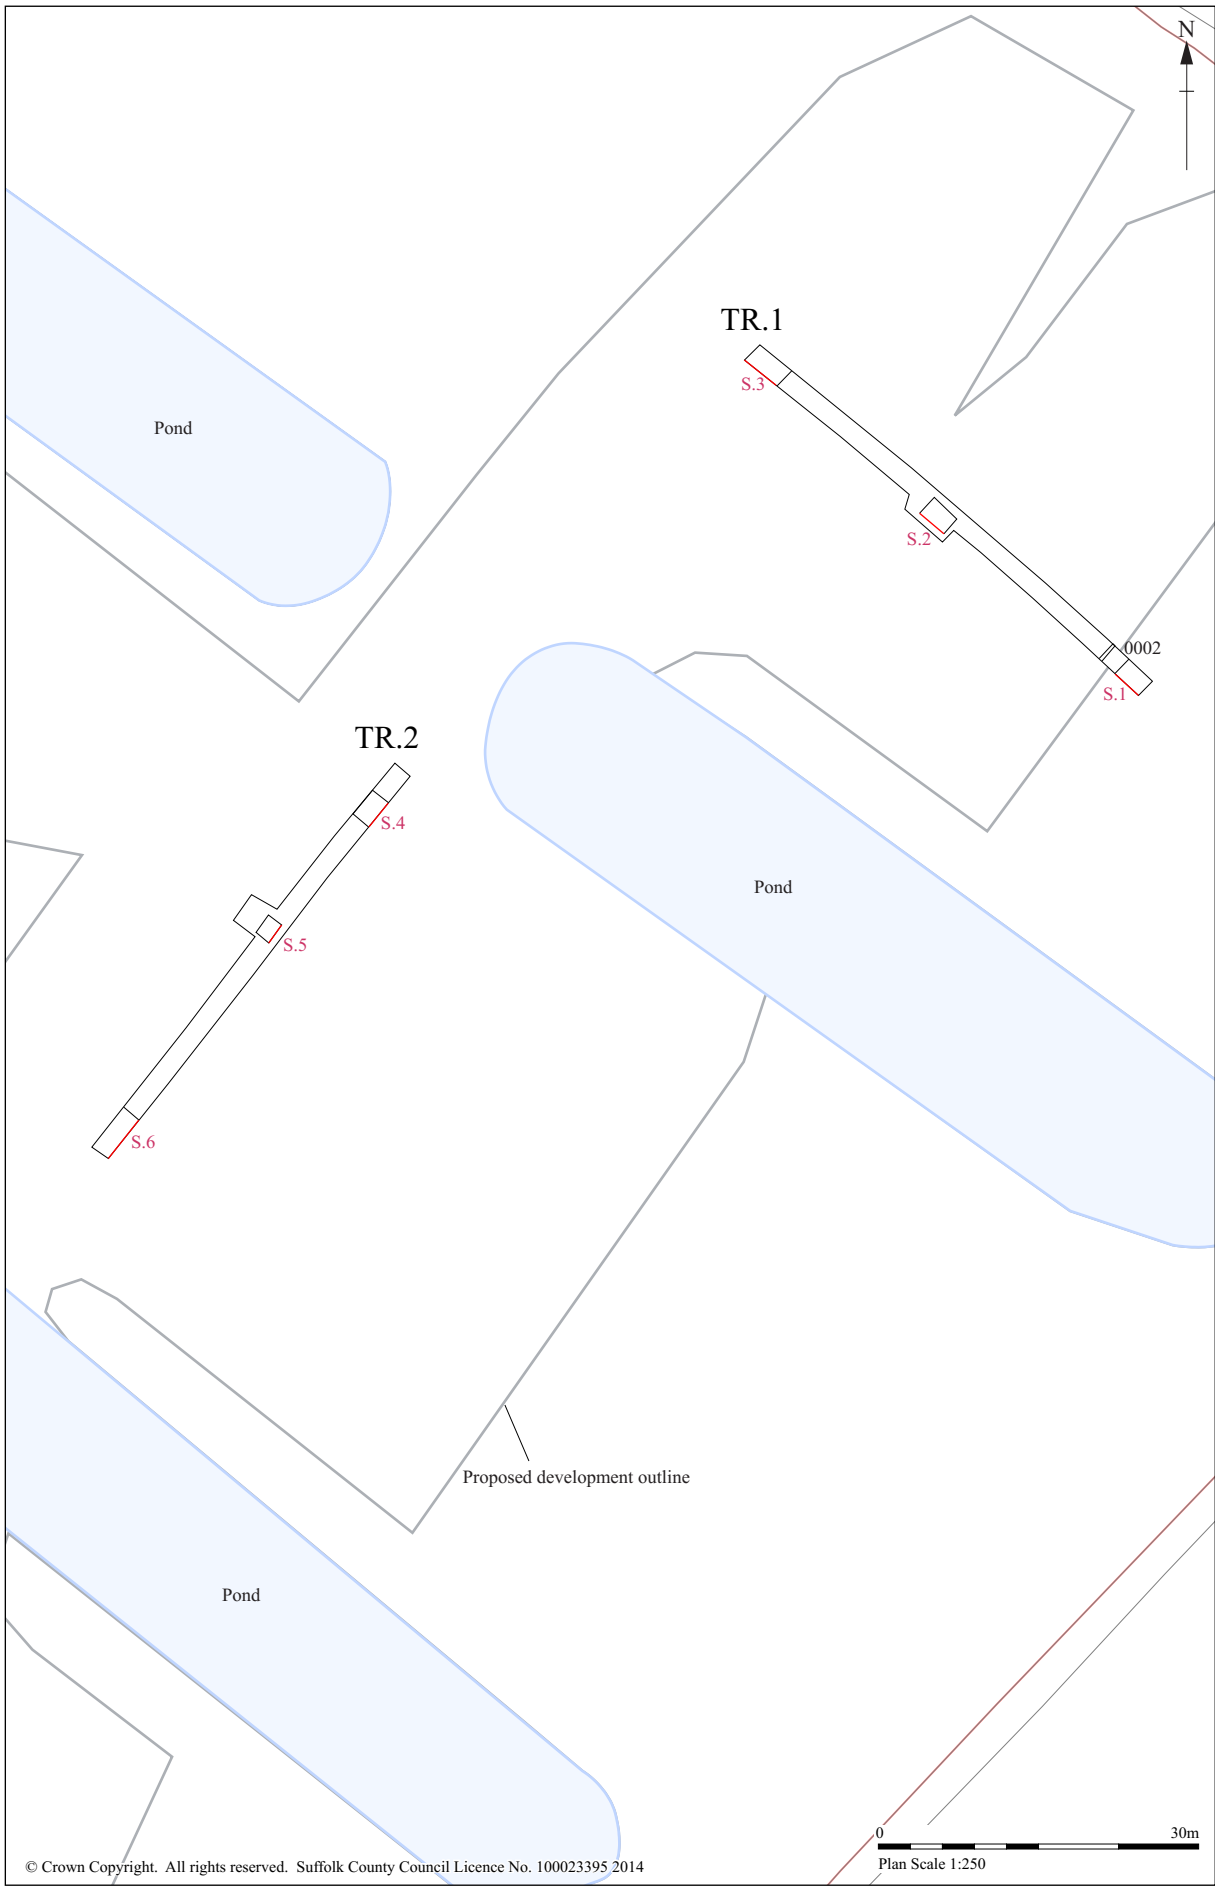 N
TR.1
S.3
Pond
S.2
0002
S.1
TR.2
S.4
Pond
S.5
S.6
Proposed development outline
Pond
0 30m
Plan Scale 1:250
© Crown Copyright. All rights reserved. Suffolk County Council Licence No. 100023395 2014